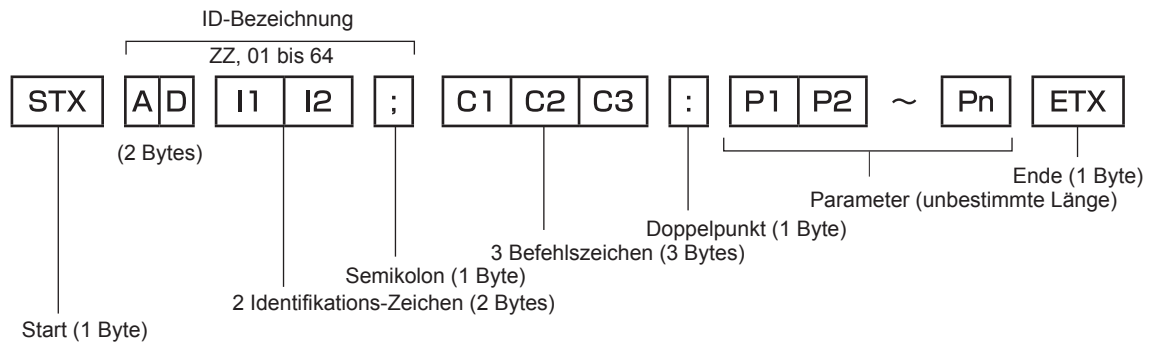 ID-Bezeichnung
ZZ, 01 bis 64
STX A D I1 I2 ; C1 C2 C3 : P1 P2 ～ Pn ETX
(2 Bytes)
Ende (1 Byte)
Parameter (unbestimmte Länge)
Doppelpunkt (1 Byte)
3 Befehlszeichen (3 Bytes)
Semikolon (1 Byte)
2 Identifikations-Zeichen (2 Bytes)
Start (1 Byte)